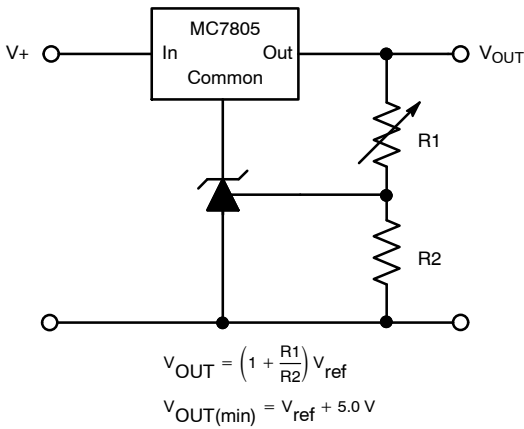 MC7805
V+ In Out VOUT
Common
R1
R2
VOUT = (1 + R1/R2) Vref
VOUT(min) = Vref + 5.0 V